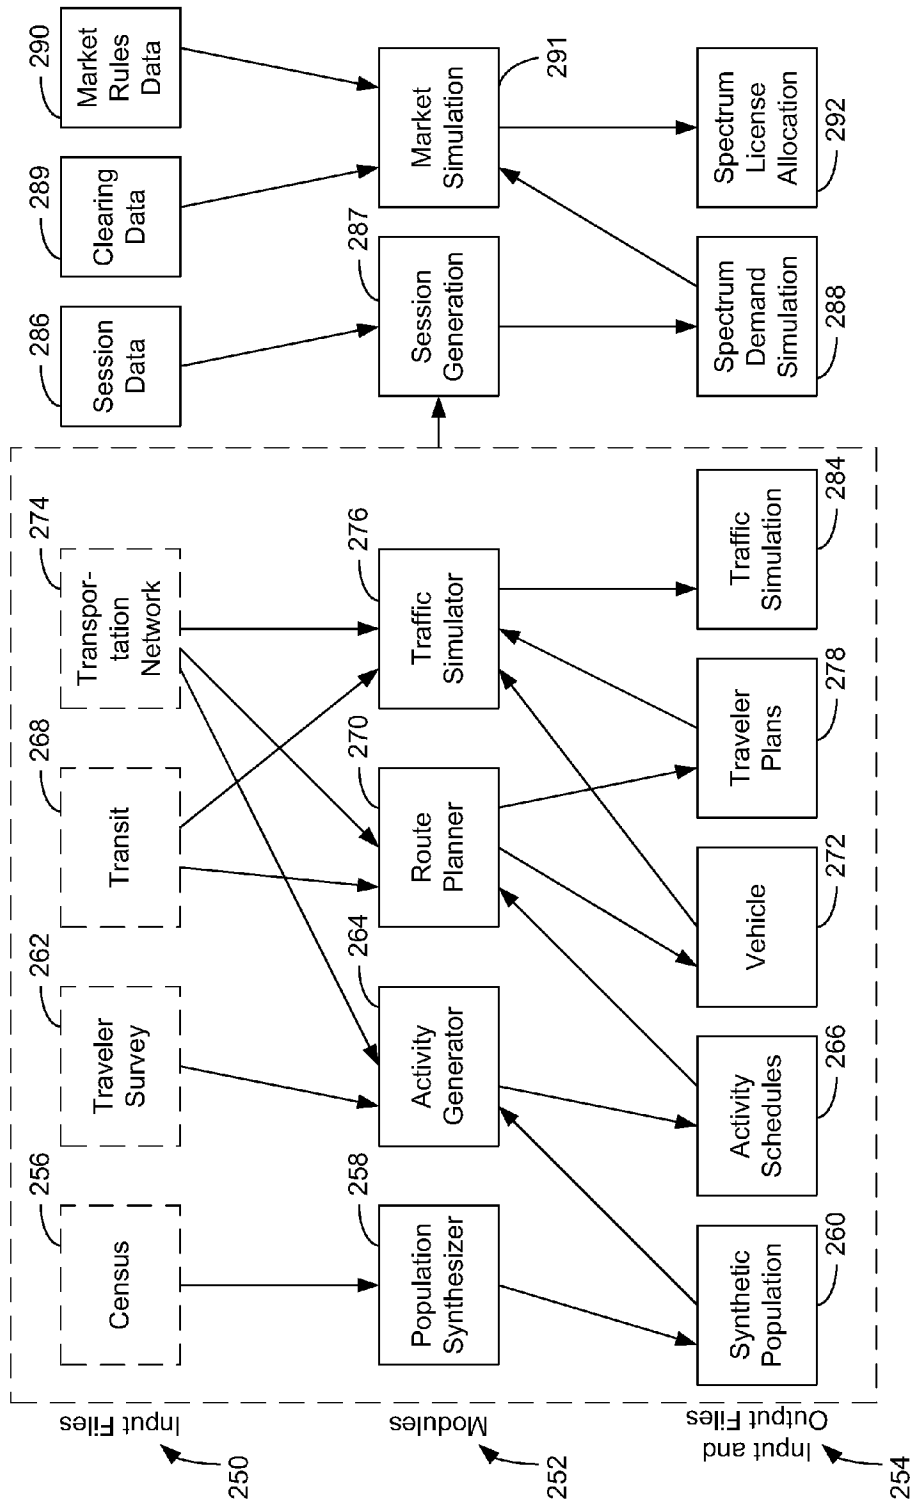 Input Files
250
Census
256
Traveler
Survey
262
Transit
268
Transpor-
tation
Network
274
Session
Data
286
Clearing
Data
289
Market
Rules
Data
290
Modules
252
Population
Synthesizer
258
Activity
Generator
264
Route
Planner
270
Traffic
Simulator
276
Session
Generation
287
Market
Simulation
291
Input and
Output Files
254
Synthetic
Population
260
Activity
Schedules
266
Vehicle
272
Traveler
Plans
278
Traffic
Simulation
284
Spectrum
Demand
Simulation
288
Spectrum
License
Allocation
292